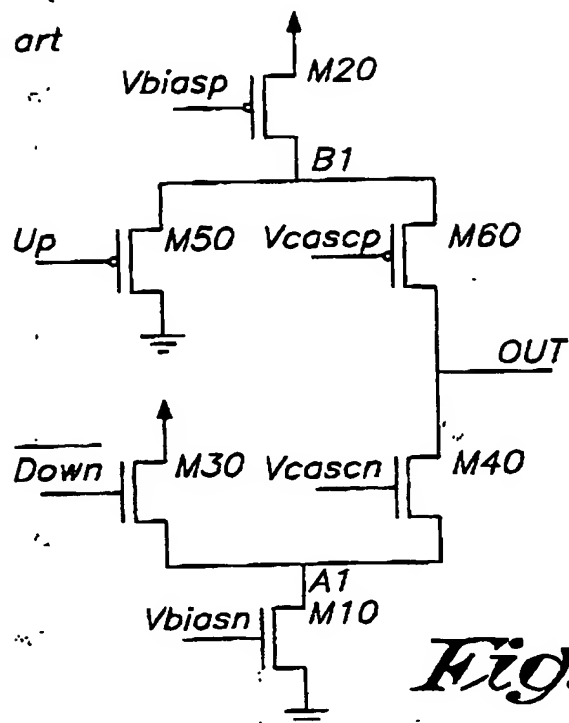 art
Vbiasp
M20
B1
Up
M50
Vcascp
M60
OUT
Down
M30
Vcascn
M40
A1
Vbiasn
M10
Fig.